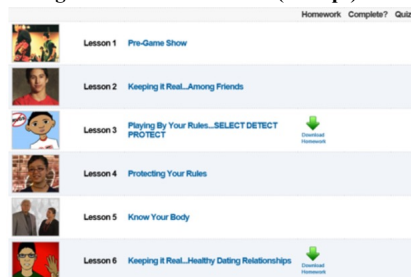 Homework Complete? Quiz
Lesson 1 Pre-Game Show
Lesson 2 Keeping it Real...Among Friends
Lesson 3 Playing By Your Rules...SELECT DETECT
PROTECT
Download
Homework
Lesson 4 Protecting Your Rules
Lesson 5 Know Your Body
Lesson 6 Keeping it Real...Healthy Dating Relationships
Download
Homework